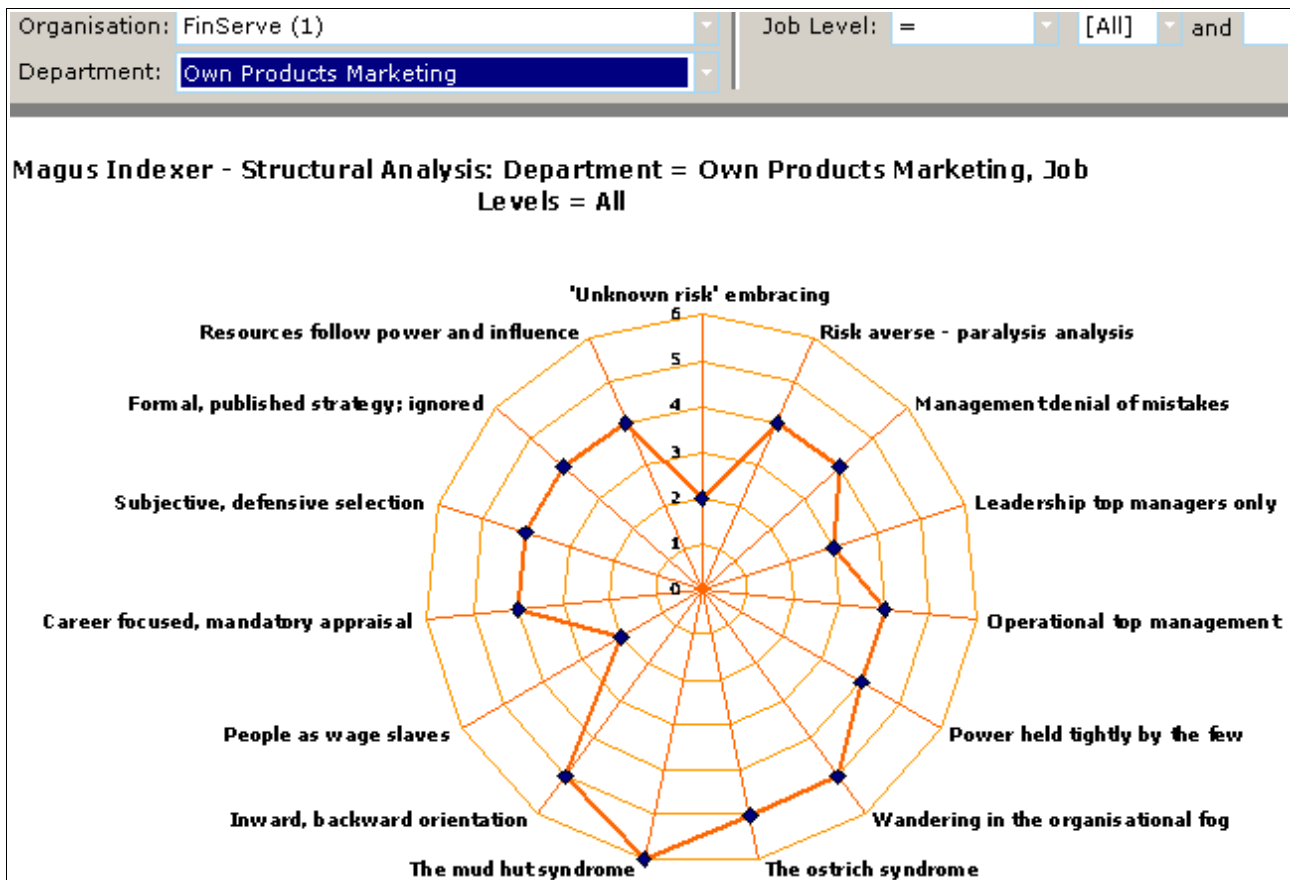 Organisation: FinServe (1) Job Level: = [All] and
Department: Own Products Marketing
Magus Indexer - Structural Analysis: Department = Own Products Marketing, Job
Levels = All
'Unknown risk' embracing
6
Resources follow power and influence
Risk averse - paralysis analysis
5
Formal, published strategy; ignored
4
Management denial of mistakes
3
Subjective, defensive selection
2
Leadership top managers only
1
0
Career focused, mandatory appraisal
Operational top management
People as wage slaves
Power held tightly by the few
Inward, backward orientation
Wandering in the organisational fog
The mud hut syndrome
The ostrich syndrome